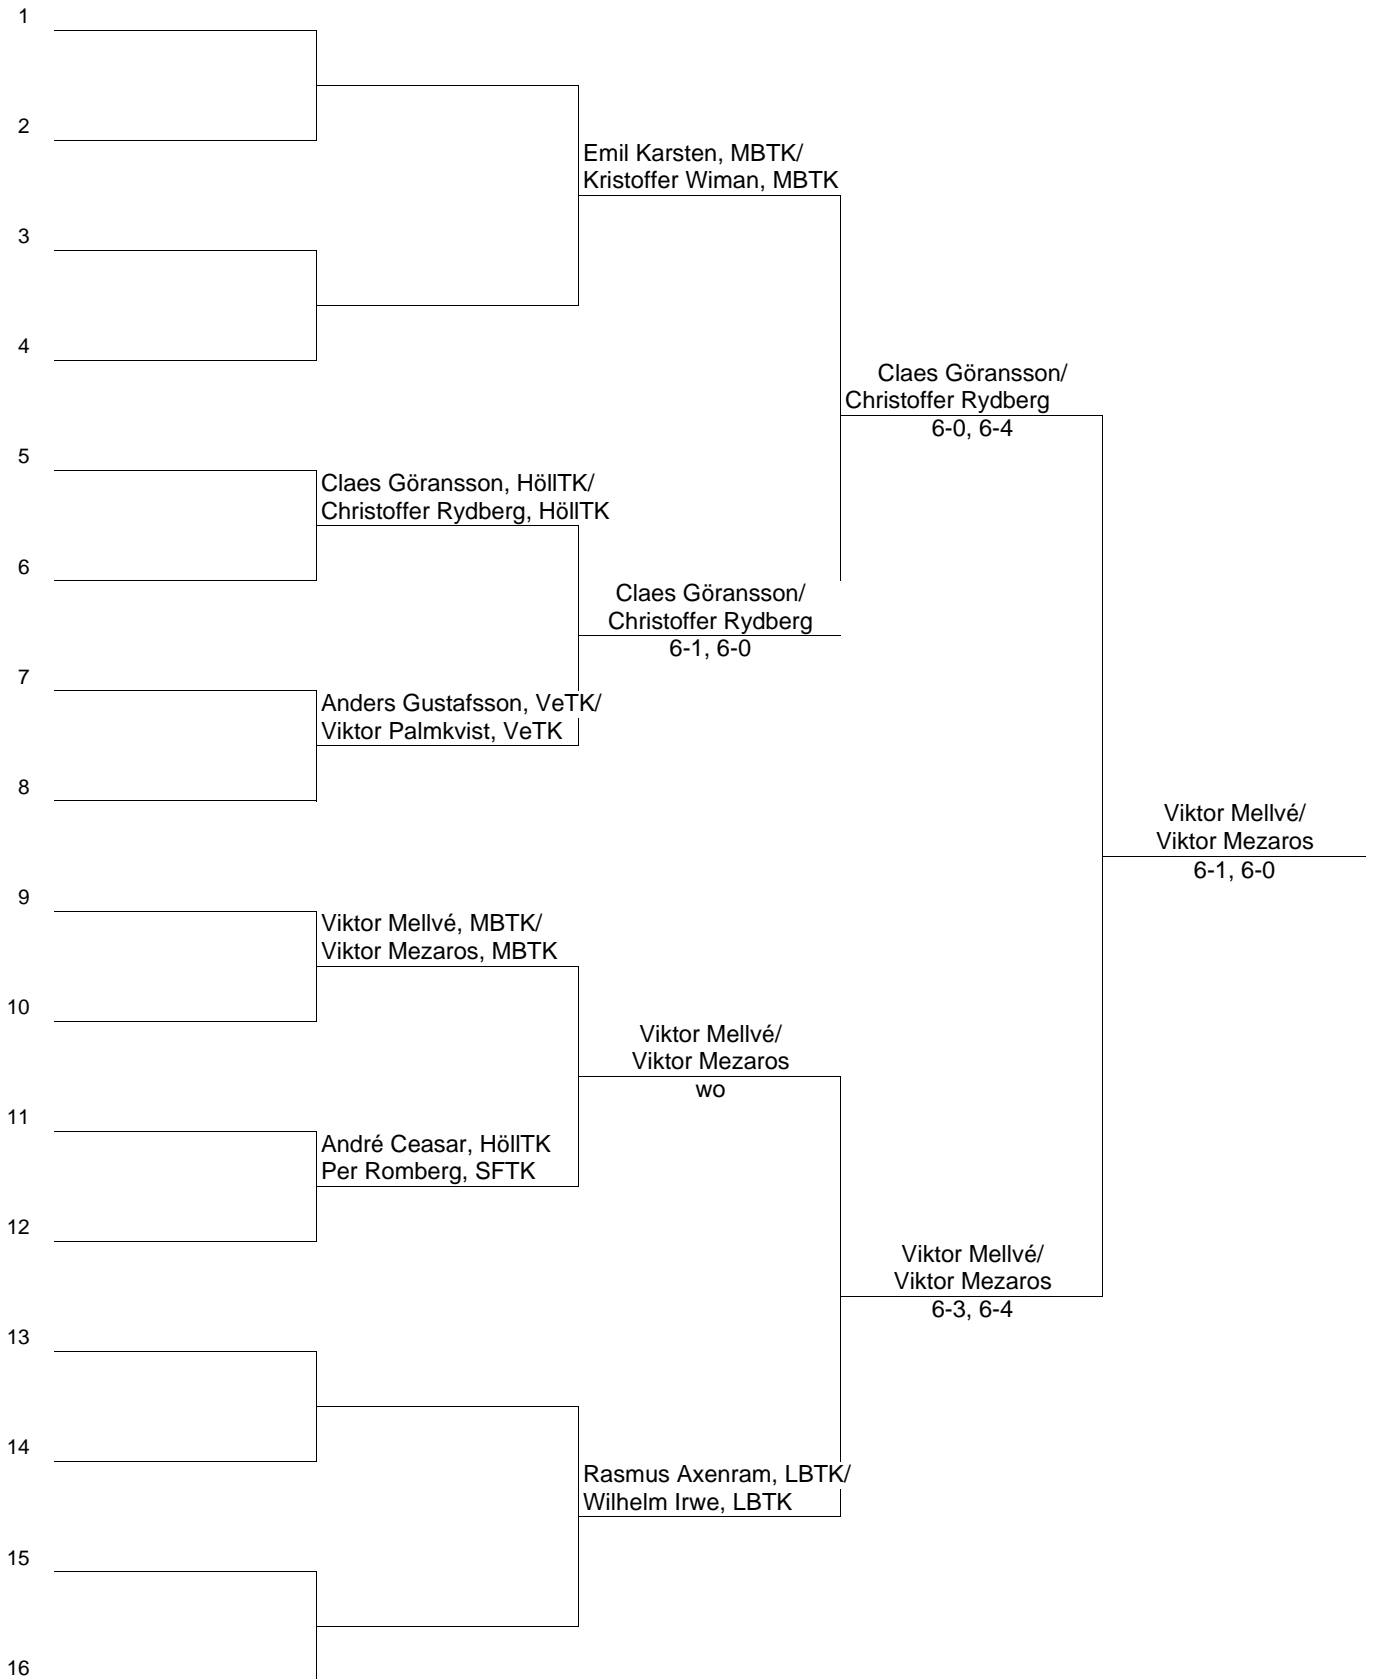 1
2
Emil Karsten, MBTK/
Kristoffer Wiman, MBTK
3
4
Claes Göransson/
Christoffer Rydberg
6-0, 6-4
5
Claes Göransson, HöllTK/
Christoffer Rydberg, HöllTK
6
Claes Göransson/
Christoffer Rydberg
6-1, 6-0
7
Anders Gustafsson, VeTK/
Viktor Palmkvist, VeTK
8
Viktor Mellvé/
Viktor Mezaros
6-1, 6-0
9
Viktor Mellvé, MBTK/
Viktor Mezaros, MBTK
10
Viktor Mellvé/
Viktor Mezaros
wo
11
André Ceasar, HöllTK
Per Romberg, SFTK
12
Viktor Mellvé/
Viktor Mezaros
6-3, 6-4
13
14
Rasmus Axenram, LBTK/
Wilhelm Irwe, LBTK
15
16